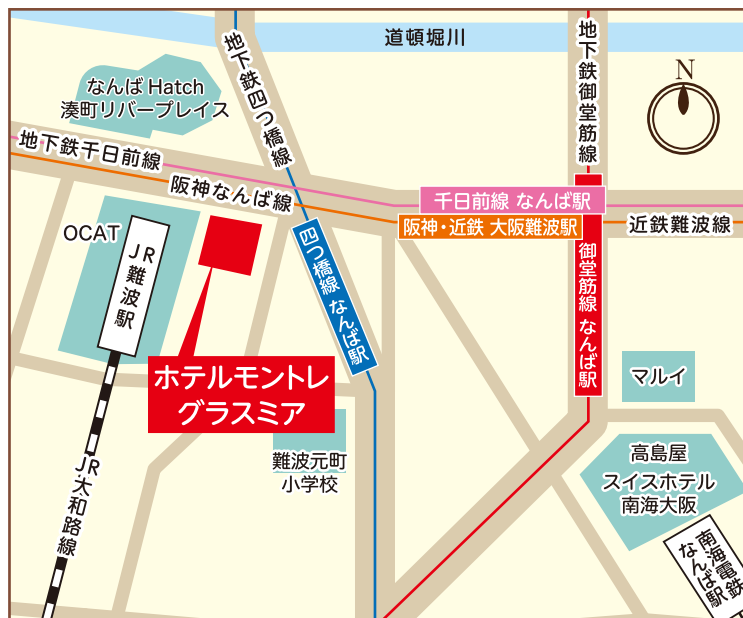 道頓堀川
地下鉄四つ橋線
地下鉄御堂筋線
N
なんばHatch
湊町リバープレイス
地下鉄千日前線
阪神なんば線
千日前線 なんば駅
阪神・近鉄 大阪難波駅
近鉄難波線
OCAT
JR難波駅
四つ橋線 なんば駅
御堂筋線 なんば駅
ホテルモントレ
グラスミア
マルイ
難波元町
小学校
高島屋
スイスホテル
南海大阪
JR大和路線
南海電鉄
なんば駅